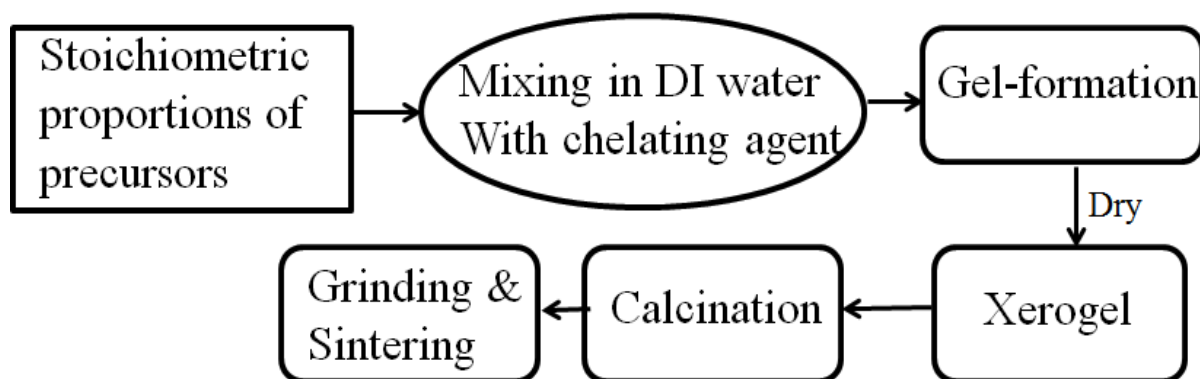 Stoichiometric
proportions of
precursors
Mixing in DI water
With chelating agent
Gel-formation
Dry
Xerogel
Calcination
Grinding &
Sintering